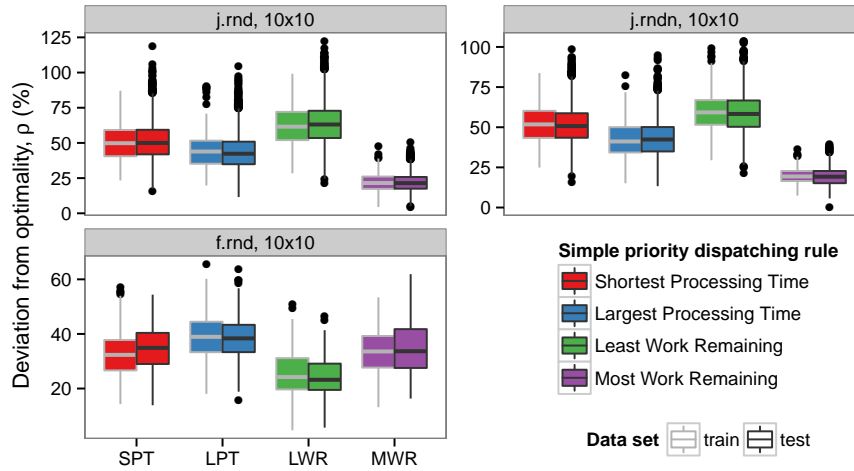 j.rnd, 10x10
125
100
75
50
25
0
j.rndn, 10x10
100
75
50
25
0
f.rnd, 10x10
60
40
20
Deviation from optimality, ρ (%)
SPT LPT LWR MWR
Simple priority dispatching rule
Shortest Processing Time
Largest Processing Time
Least Work Remaining
Most Work Remaining
Data set train test